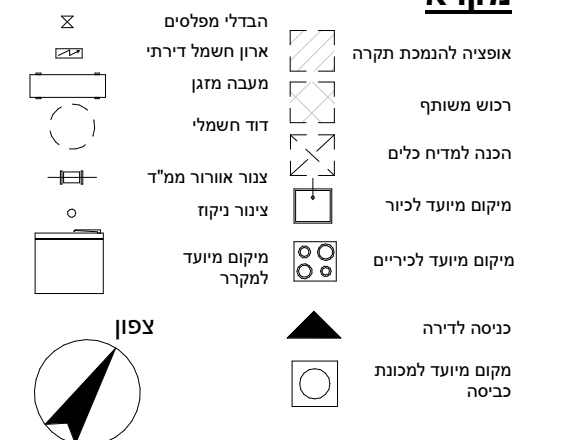 מקרא
אופציה להנמכת תקרה
רכוש משותף
הכנה למדיח כלים
מיקום מיועד לכיור
מיקום מיועד לכיריים
כניסה לדירה
מקום מיועד למכונת
כביסה
הבדלי מפלסים
ארון חשמל דירתי
מעבה מזגן
דוד חשמלי
צנור אוורור ממ"ד
צינור ניקוז
מיקום מיועד
למקרר
צפון